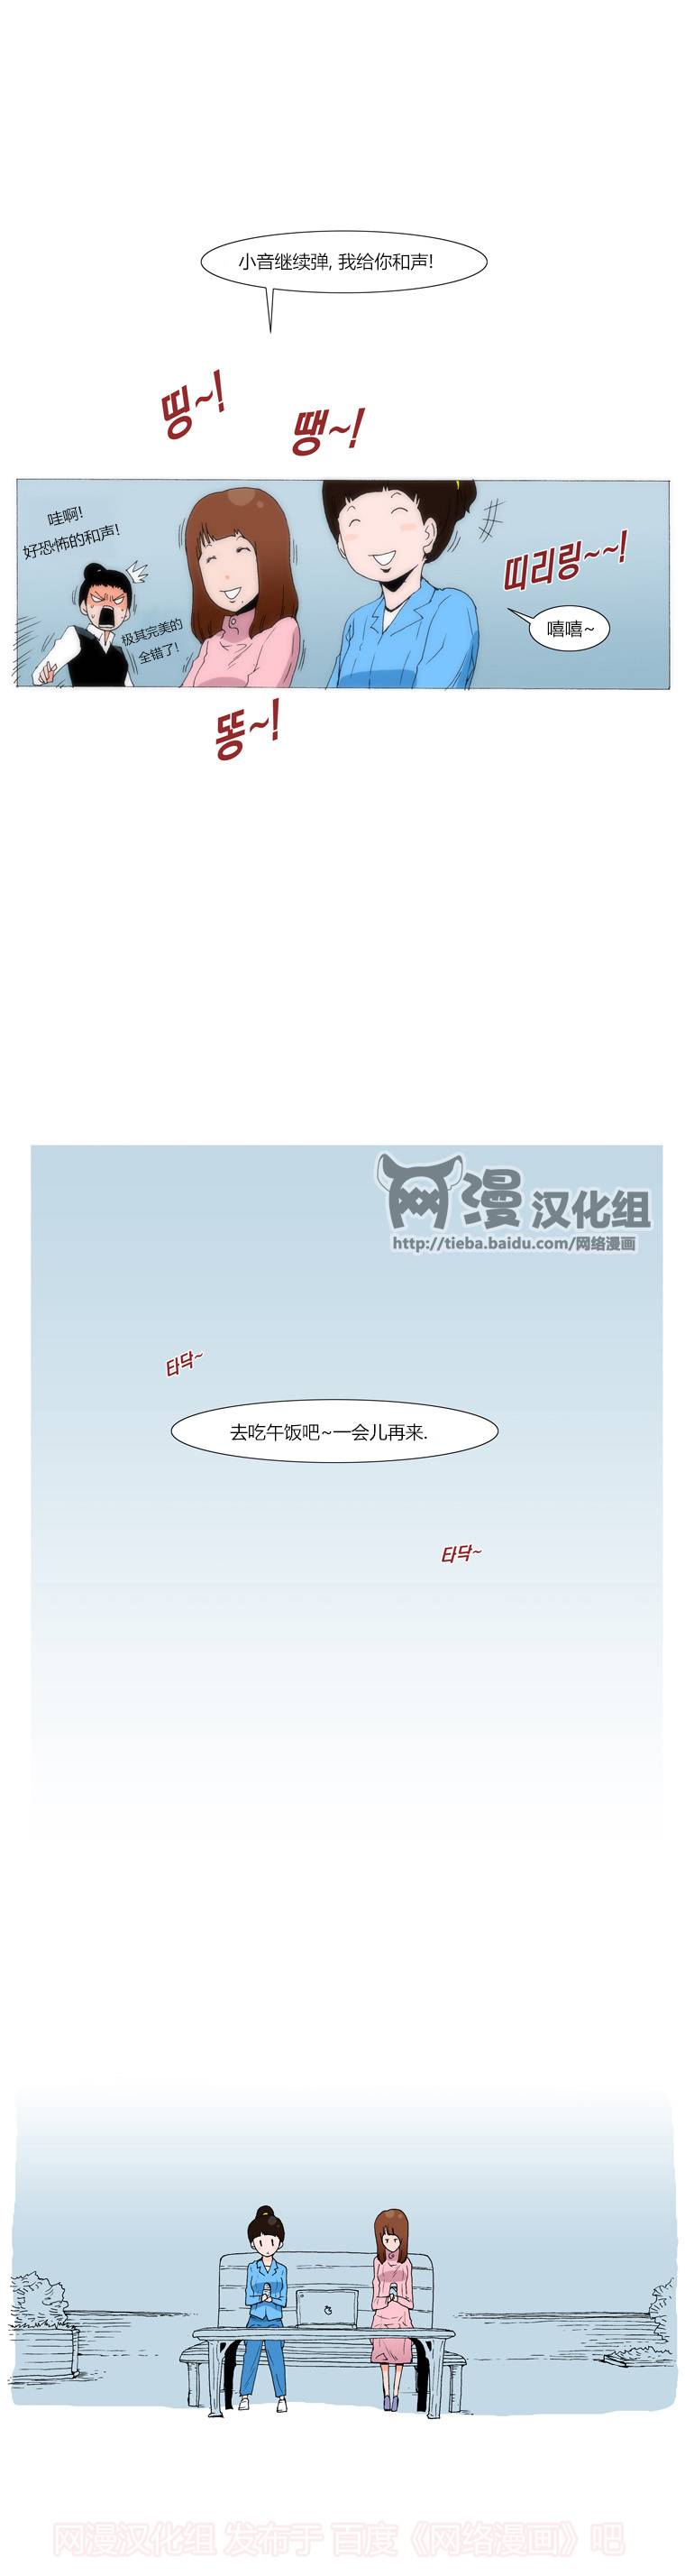 小音继续弹, 我给你和声!
띵~!
땡~!
哇啊!
好恐怖的和声!
极其完美的
全错了!
띠리링~~!
嘻嘻~
똥~!
网漫 汉化组
http://tieba.baidu.com/网络漫画
타닥~
去吃午饭吧~一会儿再来.
타닥~
网漫汉化组 发布于 百度《网络漫画》吧